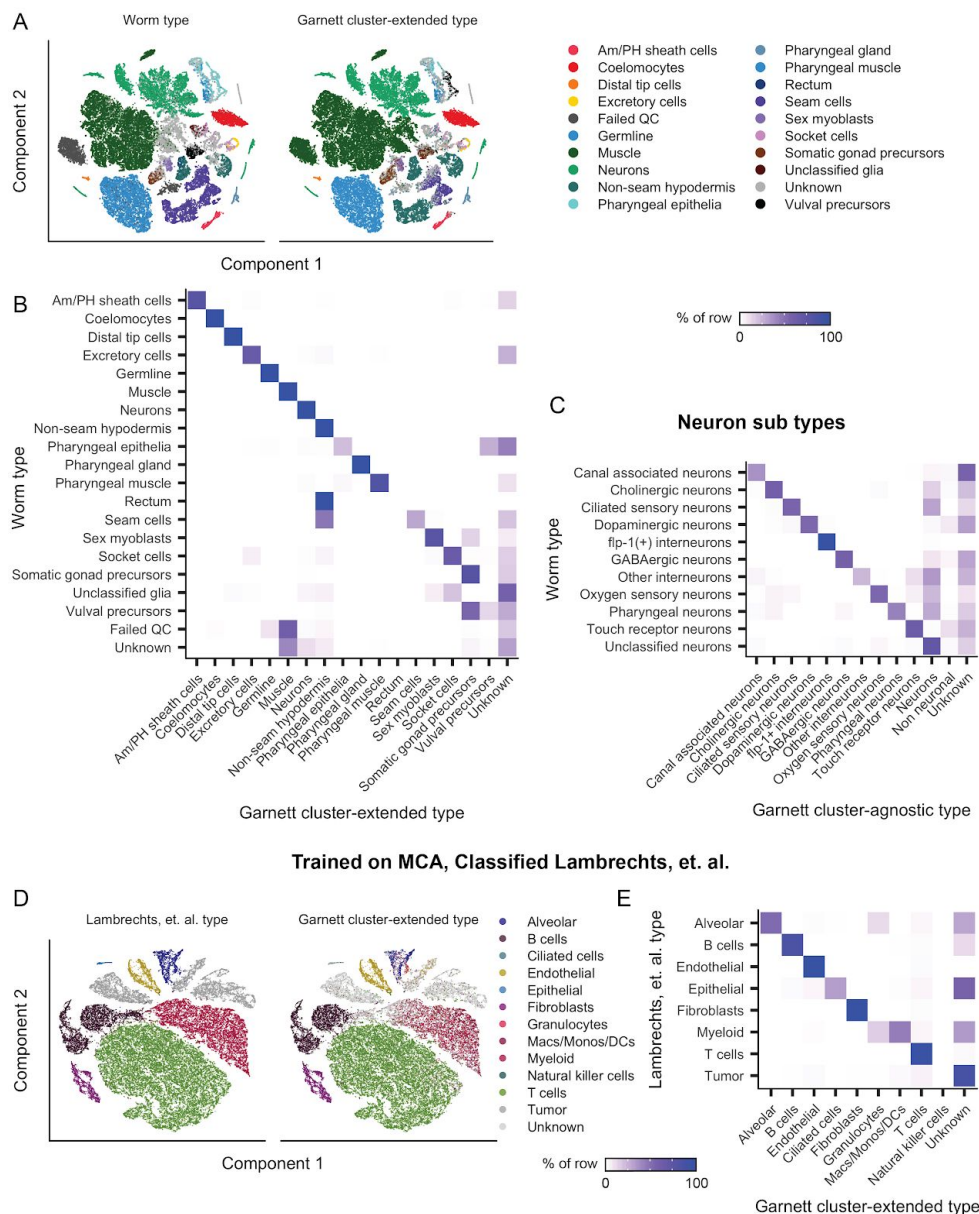 A
Worm type
Garnett cluster-extended type
Component 2
Component 1
Am/PH sheath cells
Coelomocytes
Distal tip cells
Excretory cells
Failed QC
Germline
Muscle
Neurons
Non-seam hypodermis
Pharyngeal epithelia
Pharyngeal gland
Pharyngeal muscle
Rectum
Seam cells
Sex myoblasts
Socket cells
Somatic gonad precursors
Unclassified glia
Unknown
Vulval precursors
B
Worm type
Am/PH sheath cells
Coelomocytes
Distal tip cells
Excretory cells
Germline
Muscle
Neurons
Non-seam hypodermis
Pharyngeal epithelia
Pharyngeal gland
Pharyngeal muscle
Rectum
Seam cells
Sex myoblasts
Socket cells
Somatic gonad precursors
Unclassified glia
Vulval precursors
Failed QC
Unknown
Am/PH sheath cells
Coelomocytes
Distal tip cells
Excretory cells
Germline
Muscle
Neurons
Non-seam hypodermis
Pharyngeal epithelia
Pharyngeal gland
Pharyngeal muscle
Rectum
Seam cells
Sex myoblasts
Socket cells
Somatic gonad precursors
Vulval precursors
Unknown
Garnett cluster-extended type
% of row
0 100
C
Neuron sub types
Worm type
Canal associated neurons
Cholinergic neurons
Ciliated sensory neurons
Dopaminergic neurons
flp-1(+) interneurons
GABAergic neurons
Other interneurons
Oxygen sensory neurons
Pharyngeal neurons
Touch receptor neurons
Unclassified neurons
Canal associated neurons
Cholinergic neurons
Ciliated sensory neurons
Dopaminergic neurons
flp-1+ interneurons
GABAergic neurons
Other interneurons
Oxygen sensory neurons
Pharyngeal neurons
Touch receptor neurons
Neurons
Non neuronal
Unknown
Garnett cluster-agnostic type
Trained on MCA, Classified Lambrechts, et. al.
D
Lambrechts, et. al. type
Garnett cluster-extended type
Component 2
Component 1
Alveolar
B cells
Ciliated cells
Endothelial
Epithelial
Fibroblasts
Granulocytes
Macs/Monos/DCs
Myeloid
Natural killer cells
T cells
Tumor
Unknown
% of row
0 100
E
Lambrechts, et. al. type
Alveolar
B cells
Endothelial
Epithelial
Fibroblasts
Myeloid
T cells
Tumor
Alveolar
B cells
Endothelial
Ciliated cells
Fibroblasts
Granulocytes
Macs/Monos/DCs
T cells
Natural killer cells
Unknown
Garnett cluster-extended type